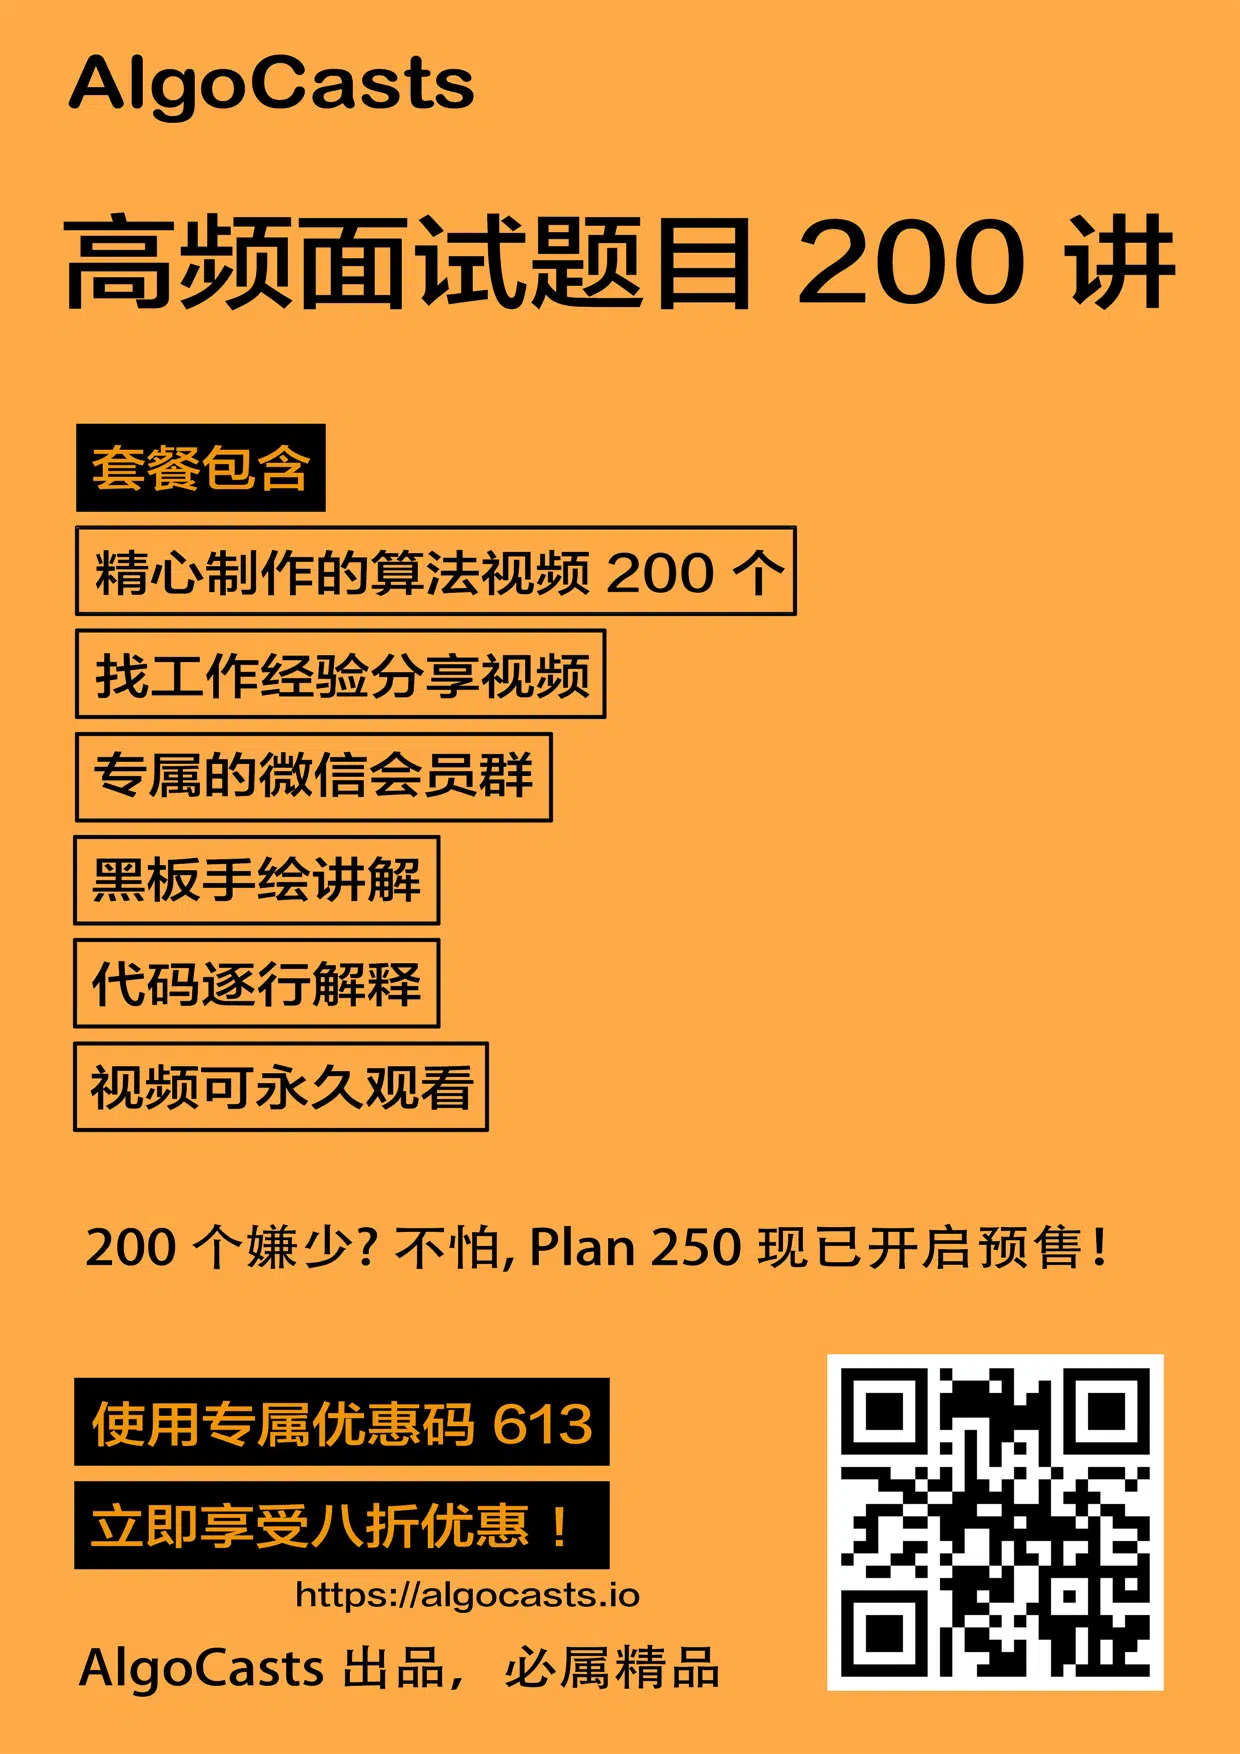 AlgoCasts
高频面试题目 200 讲
套餐包含
精心制作的算法视频 200 个
找工作经验分享视频
专属的微信会员群
黑板手绘讲解
代码逐行解释
视频可永久观看
200 个嫌少? 不怕, Plan 250 现已开启预售!
使用专属优惠码 613
立即享受八折优惠！
https://algocasts.io
AlgoCasts 出品，必属精品